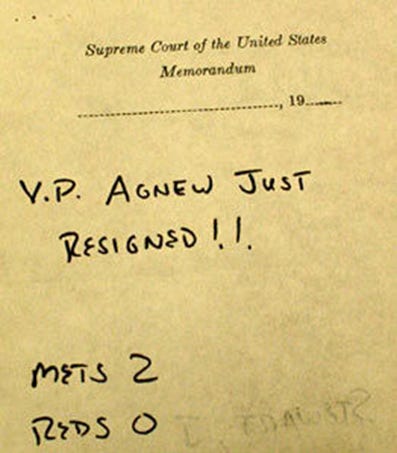 Supreme Court of the United States
Memorandum
............................................., 19........
V.P. AGNEW JUST
RESIGNED!!.
METS 2
REDS 0